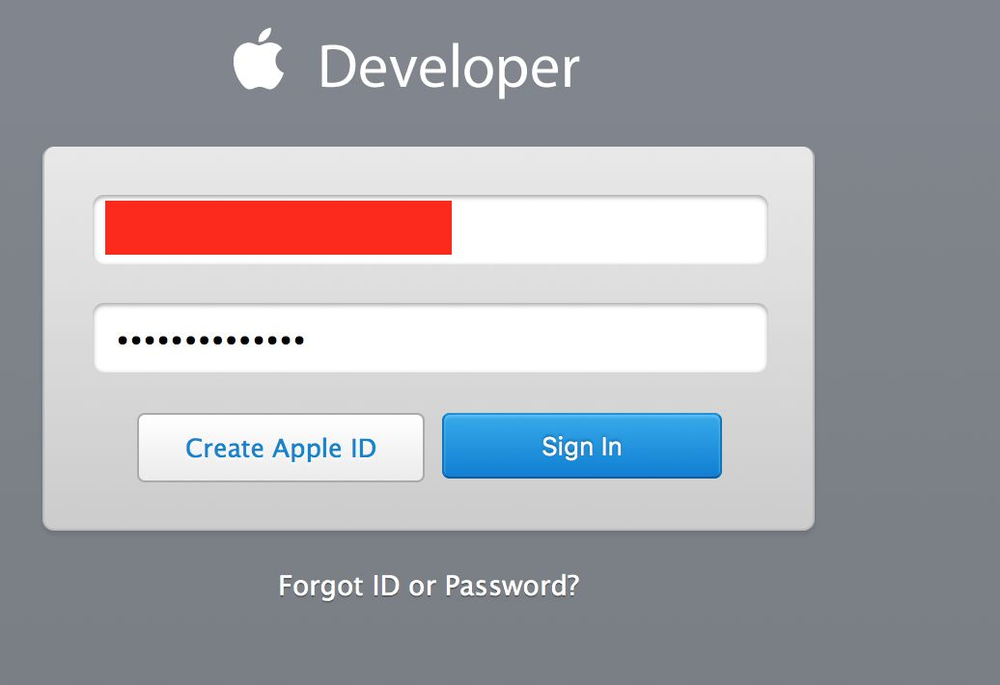 Developer
••••••••••••••
Create Apple ID
Sign In
Forgot ID or Password?